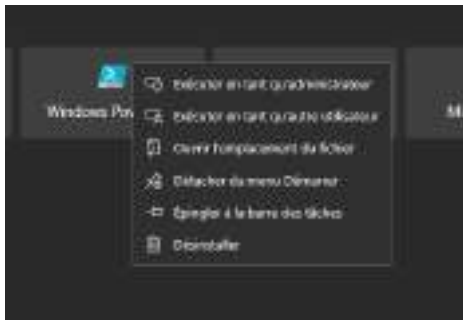 Windows Pow
Exécuter en tant qu'administrateur
Exécuter en tant qu'autre utilisateur
Ouvrir l'emplacement du fichier
Détacher du menu Démarrer
Épingler à la barre des tâches
Désinstaller